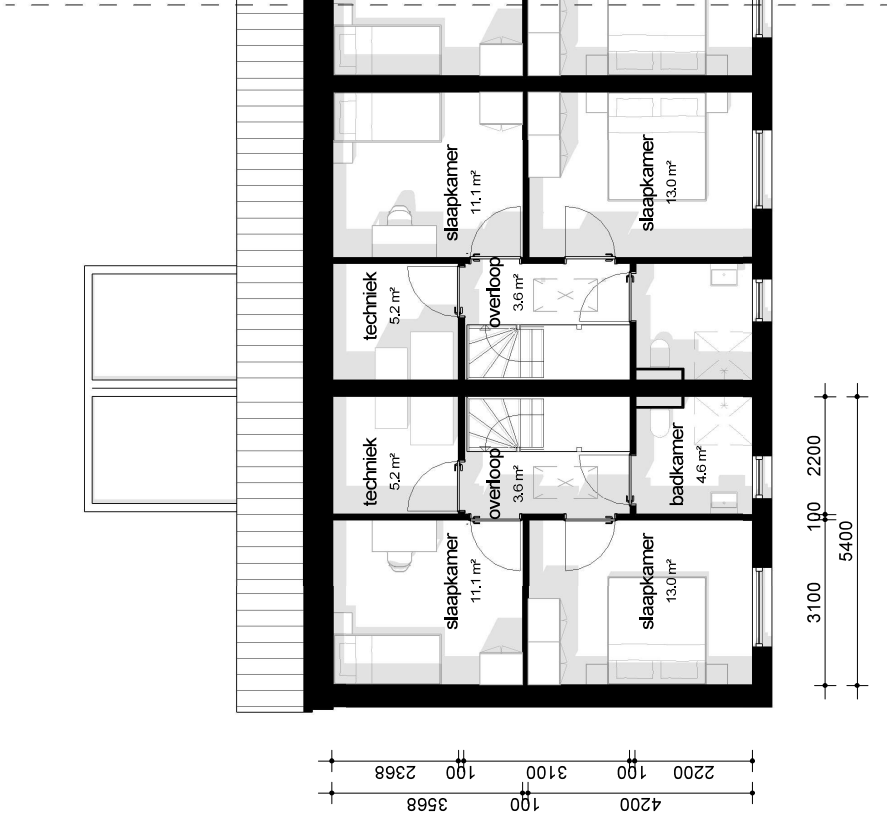 slaapkamer
11.1 m²
slaapkamer
13.0 m²
techniek
5.2 m²
overloop
3.6 m²
techniek
5.2 m²
overloop
3.6 m²
badkamer
4.6 m²
slaapkamer
11.1 m²
slaapkamer
13.0 m²
2200
100
3100
5400
2368
100
3100
100
2200
3568
100
4200